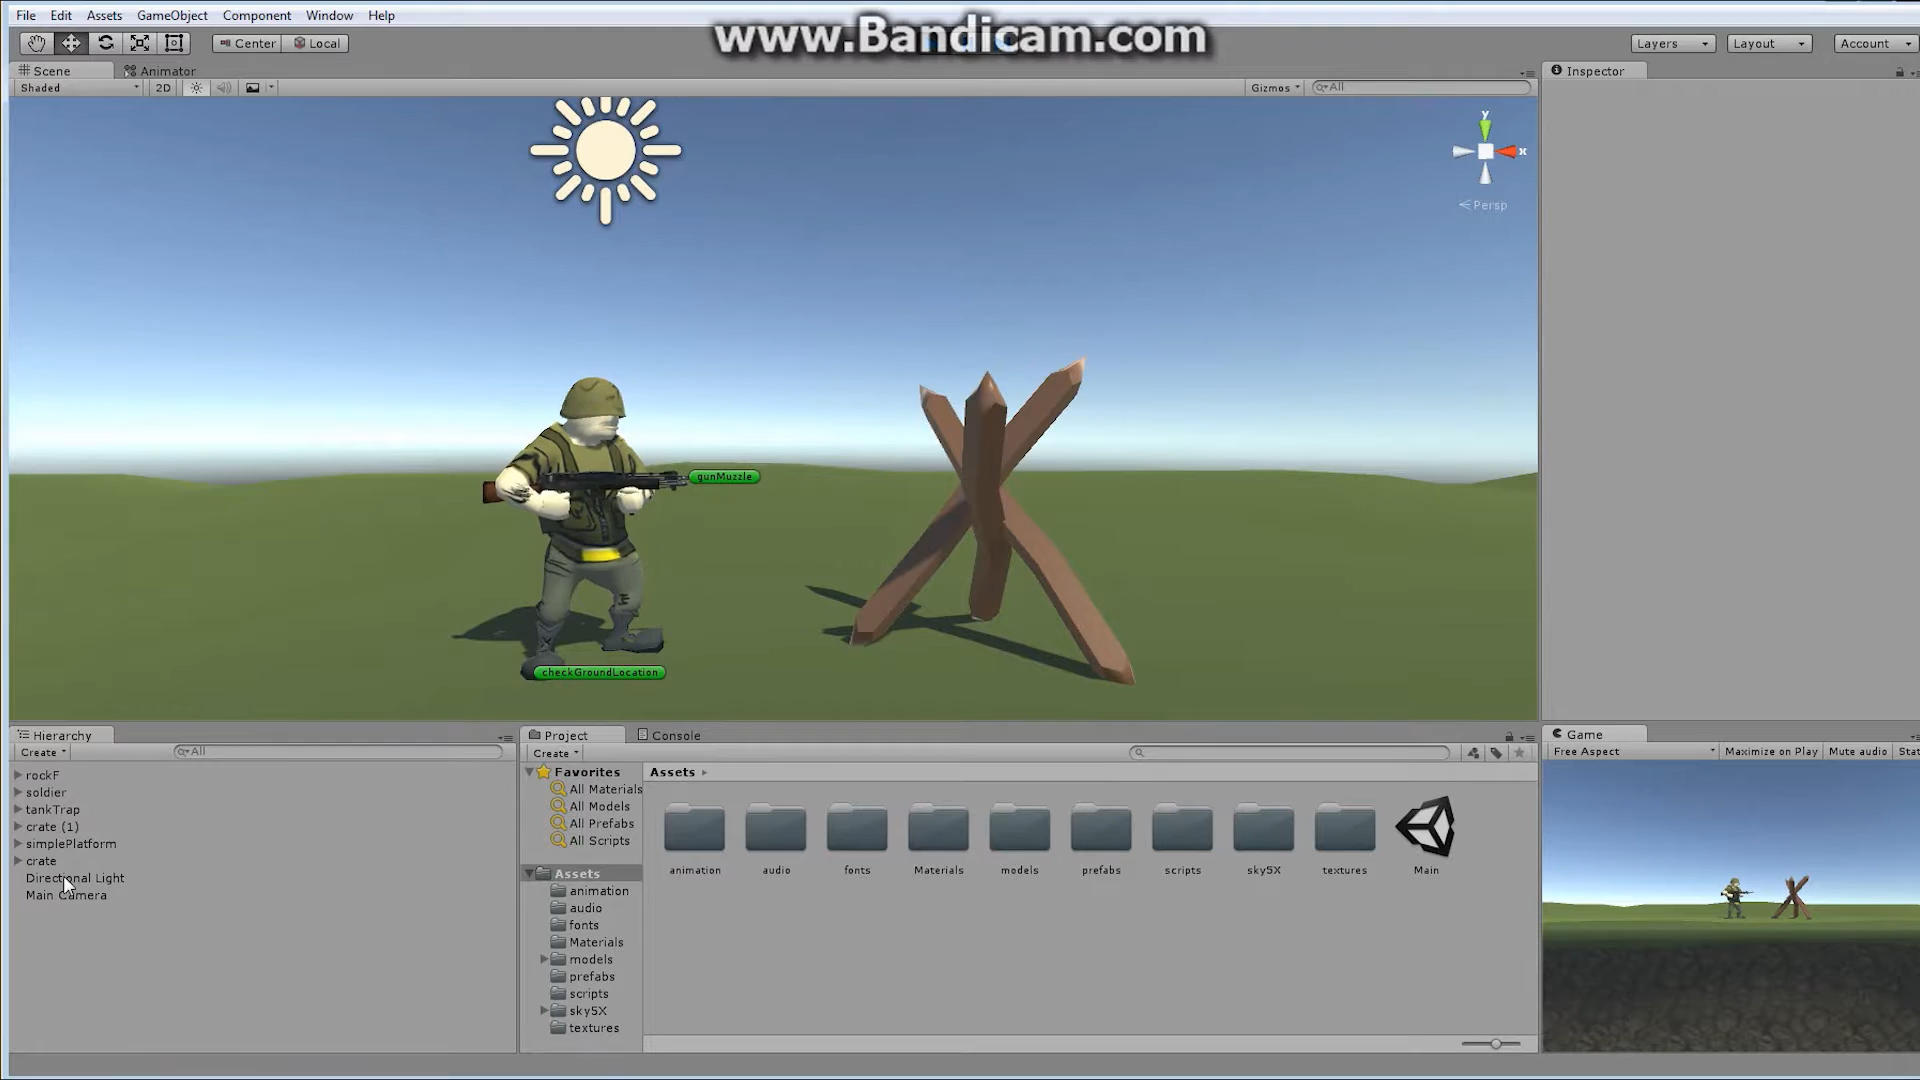 File Edit Assets GameObject Component Window Help
www.Bandicam.com
Center Local
Layers Layout Account
Scene Animator
Inspector
Shaded 2D
Gizmos All
y
x
Persp
gunMuzzle
checkGroundLocation
Hierarchy
Create All
rockF
soldier
tankTrap
crate (1)
simplePlatform
crate
Directional Light
Main Camera
Project Console
Create
Favorites
All Materials
All Models
All Prefabs
All Scripts
Assets
animation
audio
fonts
Materials
models
prefabs
scripts
sky5X
textures
Assets
animation audio fonts Materials models prefabs scripts sky5X textures Main
Game
Free Aspect Maximize on Play Mute audio Stat